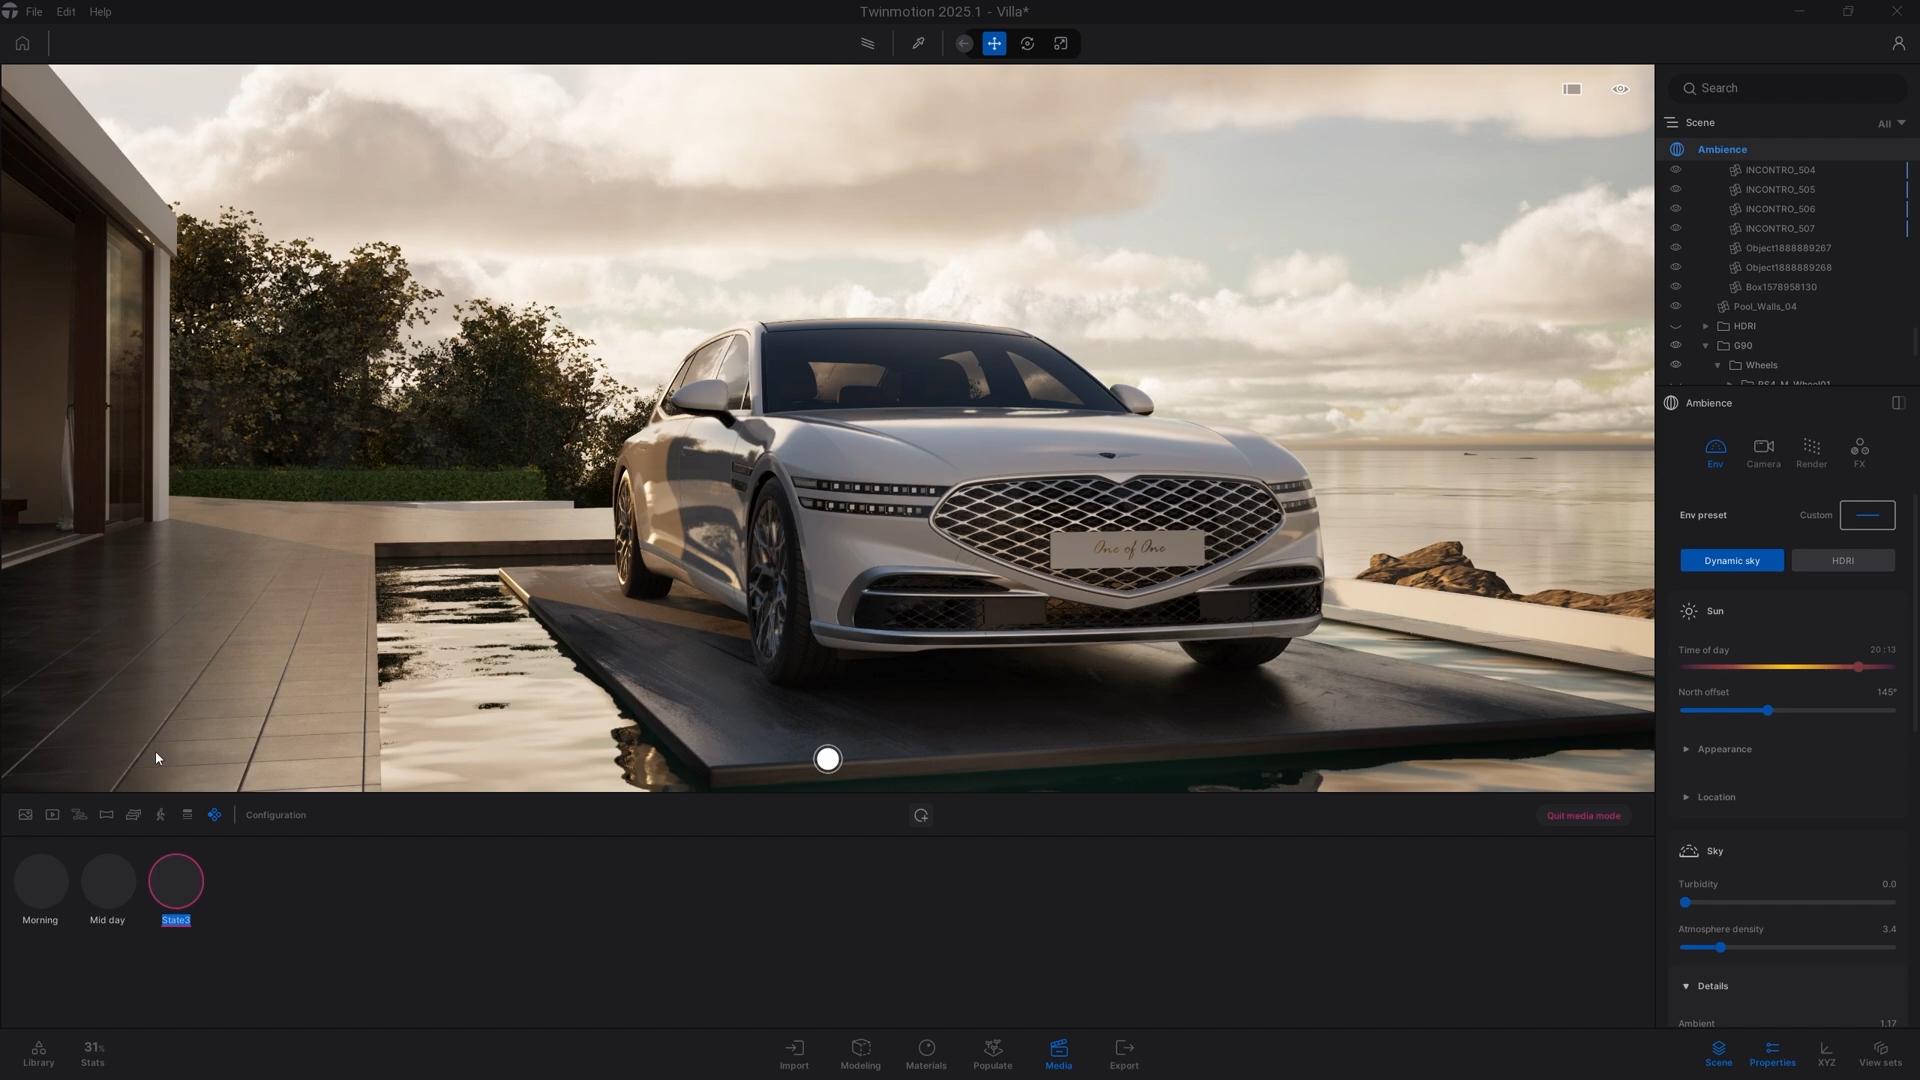 File Edit Help
Twinmotion 2025.1 - Villa*
Search
Scene
All
Ambience
INCONTRO_504
INCONTRO_505
INCONTRO_506
INCONTRO_507
Object1888889267
Object1888889268
Box1578958130
Pool_Walls_04
HDRI
G90
Wheels
RS4_M_Wheel01
Ambience
Env Camera Render FX
Env preset Custom
Dynamic sky HDRI
Sun
Time of day 20 : 13
North offset 145°
Appearance
Location
Sky
Turbidity 0.0
Atmosphere density 3.4
Details
Ambient 1.17
One of One
Configuration
Quit media mode
Morning Mid day State3
Library
31% Stats
Import Modeling Materials Populate Media Export
Scene Properties XYZ View sets